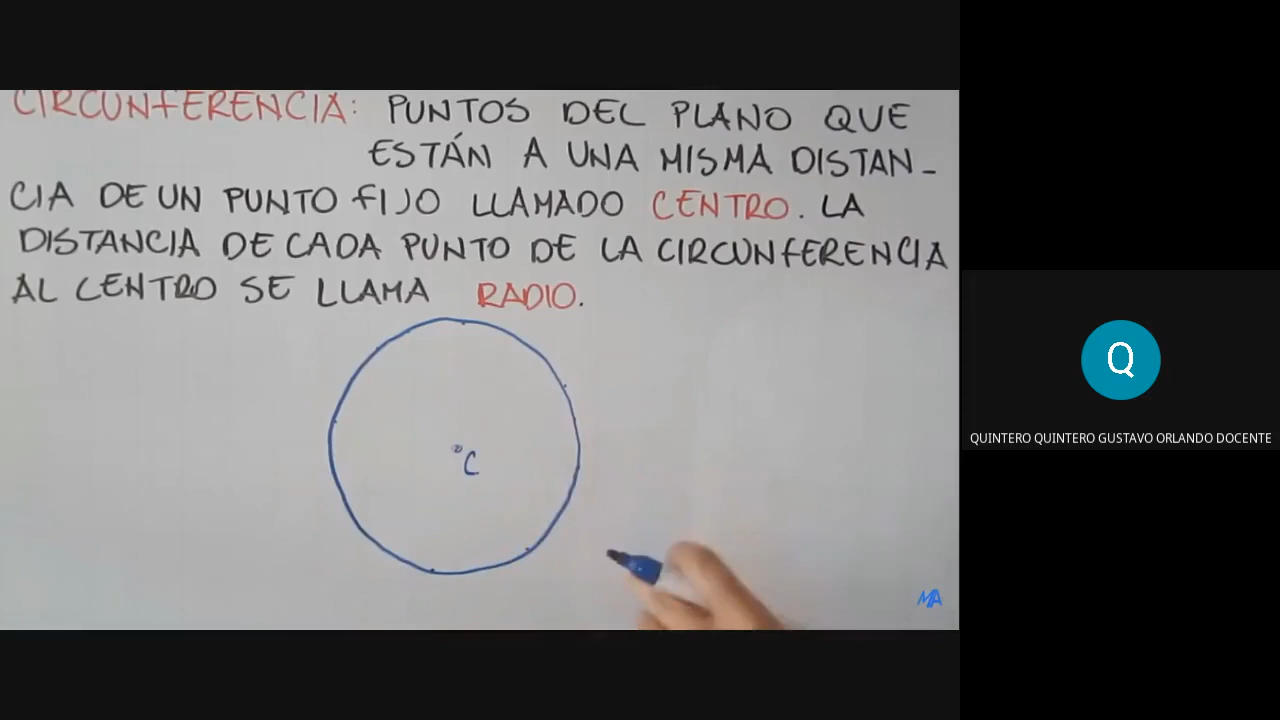 CIRCUNFERENCIA: PUNTOS DEL PLANO QUE
ESTÁN A UNA MISMA DISTAN-
CIA DE UN PUNTO FIJO LLAMADO CENTRO. LA
DISTANCIA DE CADA PUNTO DE LA CIRCUNFERENCIA
AL CENTRO SE LLAMA RADIO.
C
MA
Q
QUINTERO QUINTERO GUSTAVO ORLANDO DOCENTE